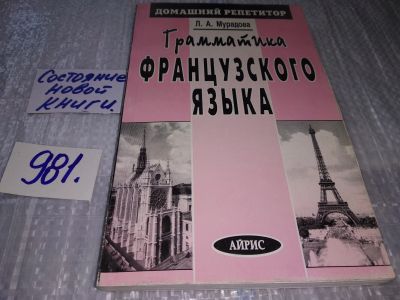 ДОМАШНИЙ РЕПЕТИТОР
Л. А. Мурадова
Грамматика
ФРАНЦУЗСКОГО
ЯЗЫКА
АЙРИС
Состояние
новой
книги.
981.